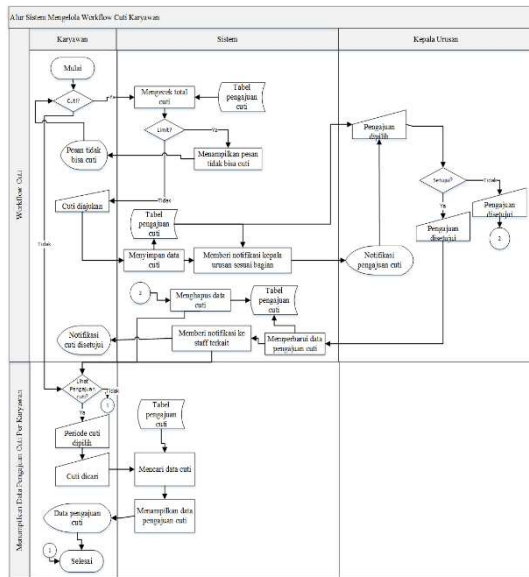 Alur Sistem Mengelola Workflow Cuti Karyawan
Karyawan
Sistem
Kepala Urusan
Workflow Cuti
Mulai
Cuti?
Ya
Mengecek total
cuti
Tabel
pengajuan
cuti
Limit?
Ya
Menampilkan pesan
tidak bisa cuti
Pesan tidak
bisa cuti
Tidak
Cuti diajukan
Tabel
pengajuan
cuti
Menyimpan data
cuti
Memberi notifikasi kepala
urusan sesuai bagian
Notifikasi
pengajuan cuti
Pengajuan
dipilih
Setuju?
Tidak
Ya
Pengajuan
disetujui
Pengajuan
disetujui
2
Tidak
2
Menghapus data
cuti
Tabel
pengajuan
cuti
Notifikasi
cuti disetujui
Memberi notifikasi ke
staff terkait
Memperbarui data
pengajuan cuti
Menampilkan Data Pengajuan Cuti Per Karyawan
Lihat
Pengajuan
cuti?
Tidak
Ya
Periode cuti
dipilih
Cuti dicari
Tabel
pengajuan
cuti
Mencari data cuti
Menampilkan data
pengajuan cuti
Data pengajuan
cuti
1
Selesai